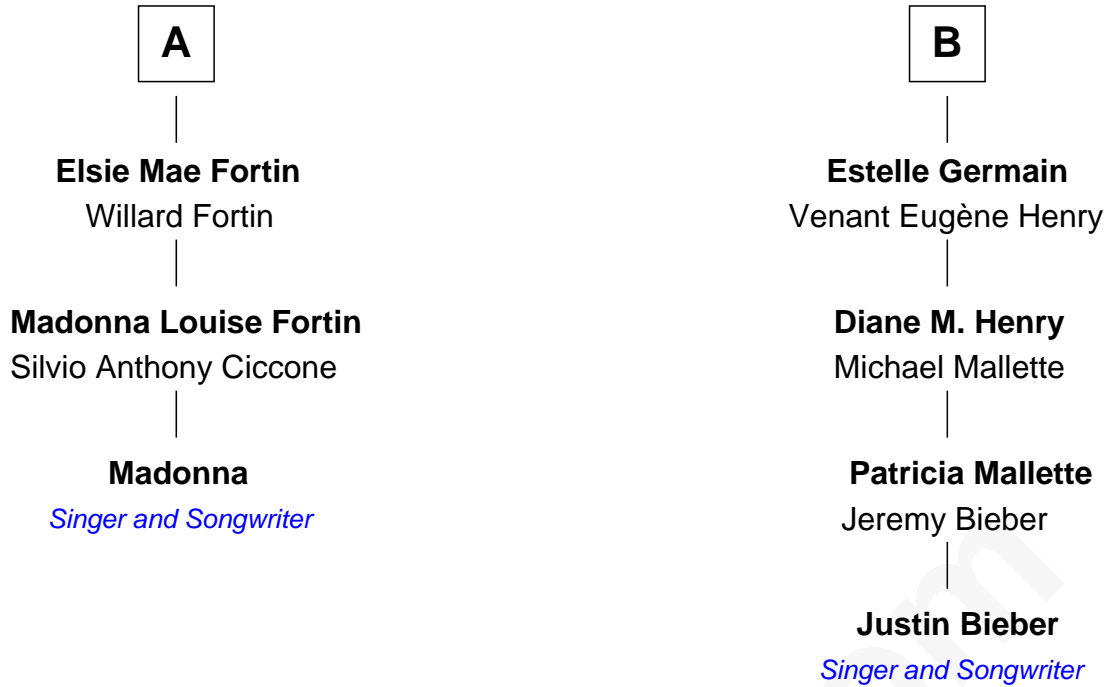 A
Elsie Mae Fortin
Willard Fortin
Madonna Louise Fortin
Silvio Anthony Ciccone
Madonna
Singer and Songwriter
B
Estelle Germain
Venant Eugène Henry
Diane M. Henry
Michael Mallette
Patricia Mallette
Jeremy Bieber
Justin Bieber
Singer and Songwriter